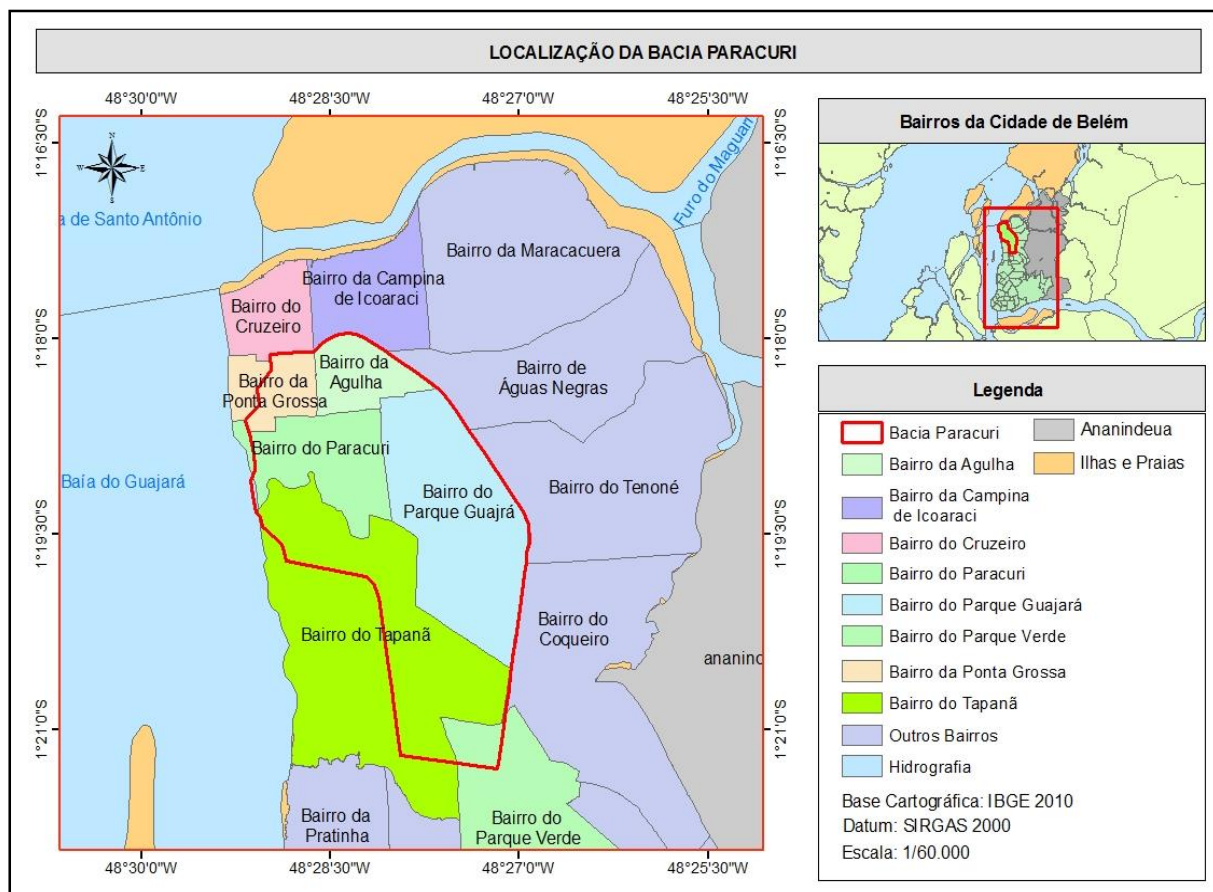 LOCALIZAÇÃO DA BACIA PARACURI
48°30'0"W
48°28'30"W
48°27'0"W
48°25'30"W
1°16'30"S
1°18'0"S
1°19'30"S
1°21'0"S
N
W
E
S
a de Santo Antônio
Furo do Maguari
Bairro da Maracacuera
Bairro da Campina
de Icoaraci
Bairro do
Cruzeiro
Bairro da
Agulha
Bairro de
Águas Negras
Bairro da
Ponta Grossa
Bairro do Paracuri
Baía do Guajará
Bairro do
Parque Guajrá
Bairro do Tenoné
Bairro do Tapanã
Bairro do
Coqueiro
ananind
Bairro da
Pratinha
Bairro do
Parque Verde
1°16'30"S
1°18'0"S
1°19'30"S
1°21'0"S
48°30'0"W
48°28'30"W
48°27'0"W
48°25'30"W
Bairros da Cidade de Belém
Legenda
Bacia Paracuri
Bairro da Agulha
Bairro da Campina
de Icoaraci
Bairro do Cruzeiro
Bairro do Paracuri
Bairro do Parque Guajará
Bairro do Parque Verde
Bairro da Ponta Grossa
Bairro do Tapanã
Outros Bairros
Hidrografia
Ananindeua
Ilhas e Praias
Base Cartográfica: IBGE 2010
Datum: SIRGAS 2000
Escala: 1/60.000